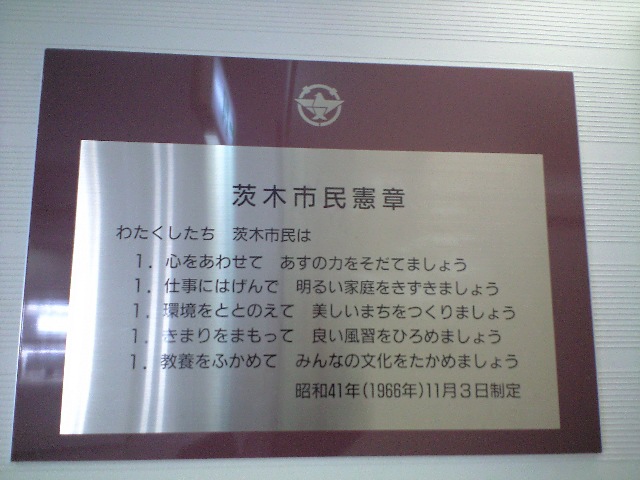 茨木市民憲章
わたくしたち 茨木市民は
1. 心をあわせて あすの力をそだてましょう
1. 仕事にはげんで 明るい家庭をきずきましょう
1. 環境をととのえて 美しいまちをつくりましょう
1. きまりをまもって 良い風習をひろめましょう
1. 教養をふかめて みんなの文化をたかめましょう
昭和41年(1966年)11月3日制定